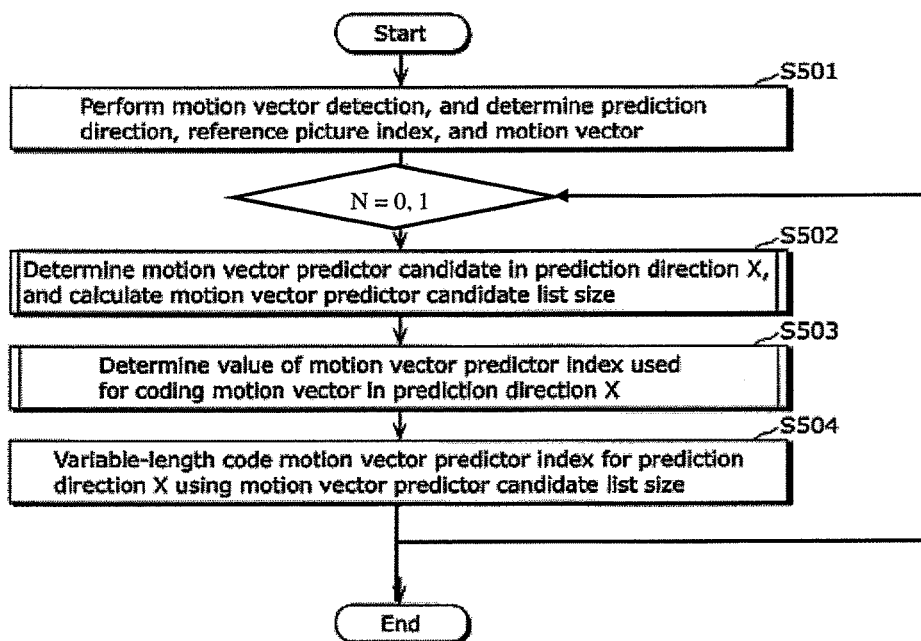 Start
S501
Perform motion vector detection, and determine prediction
direction, reference picture index, and motion vector
N = 0, 1
S502
Determine motion vector predictor candidate in prediction direction X,
and calculate motion vector predictor candidate list size
S503
Determine value of motion vector predictor index used
for coding motion vector in prediction direction X
S504
Variable-length code motion vector predictor index for prediction
direction X using motion vector predictor candidate list size
End